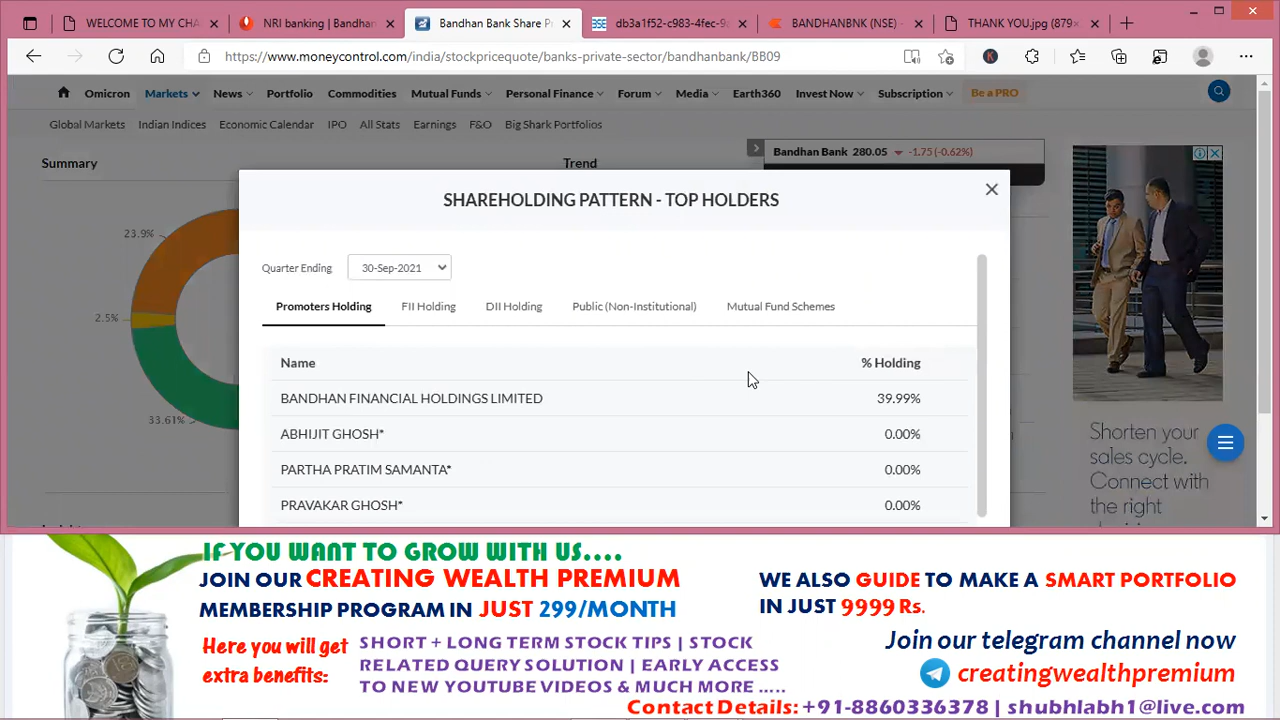 WELCOME TO MY CHA
NRI banking | Bandhan
Bandhan Bank Share P
db3a1f52-c983-4fec-9
BANDHANBNK (NSE) -
THANK YOU.jpg (879×
https://www.moneycontrol.com/india/stockpricequote/banks-private-sector/bandhanbank/BB09
Omicron Markets News Portfolio Commodities Mutual Funds Personal Finance Forum Media Earth360 Invest Now Subscription Be a PRO
Global Markets Indian Indices Economic Calendar IPO All Stats Earnings F&O Big Shark Portfolios
Summary
Trend
Bandhan Bank 280.05 -1.75 (-0.62%)
SHAREHOLDING PATTERN - TOP HOLDERS
23.9%
2.5%
33.61%
Quarter Ending 30-Sep-2021
Promoters Holding FII Holding DII Holding Public (Non-Institutional) Mutual Fund Schemes
Name % Holding
BANDHAN FINANCIAL HOLDINGS LIMITED 39.99%
ABHIJIT GHOSH* 0.00%
PARTHA PRATIM SAMANTA* 0.00%
PRAVAKAR GHOSH* 0.00%
Shorten your
sales cycle.
Connect with
the right
IF YOU WANT TO GROW WITH US....
JOIN OUR CREATING WEALTH PREMIUM
MEMBERSHIP PROGRAM IN JUST 299/MONTH
Here you will get
extra benefits:
SHORT + LONG TERM STOCK TIPS | STOCK
RELATED QUERY SOLUTION | EARLY ACCESS
TO NEW YOUTUBE VIDEOS & MUCH MORE .....
WE ALSO GUIDE TO MAKE A SMART PORTFOLIO
IN JUST 9999 Rs.
Join our telegram channel now
creatingwealthpremium
Contact Details: +91-8860336378 | shubhlabh1@live.com